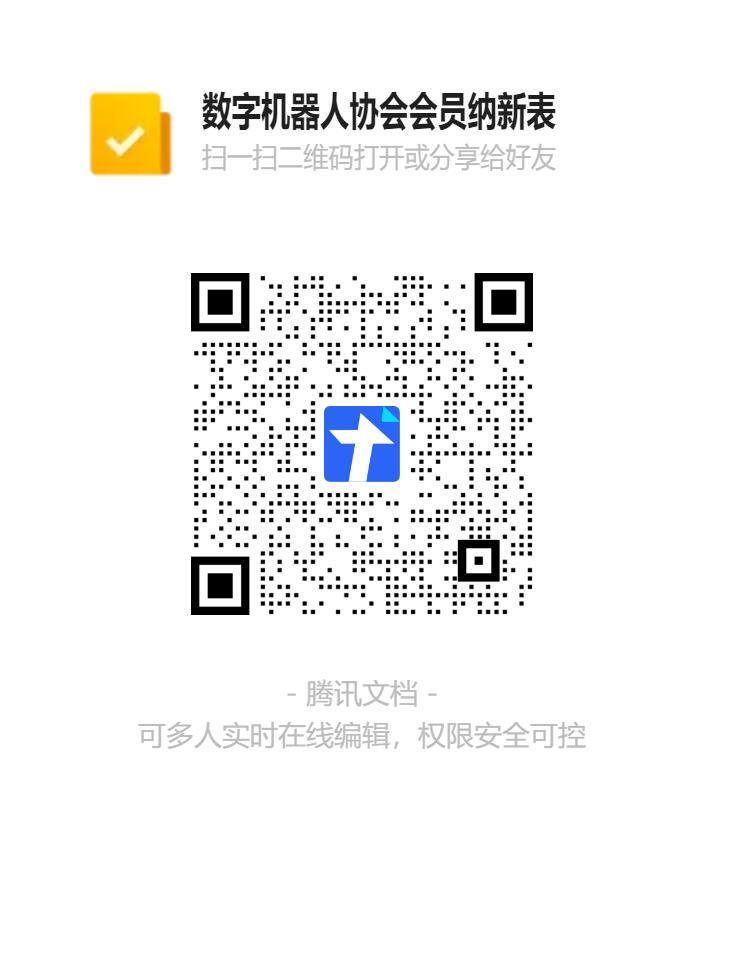 数字机器人协会会员纳新表
扫一扫二维码打开或分享给好友
- 腾讯文档 -
可多人实时在线编辑，权限安全可控